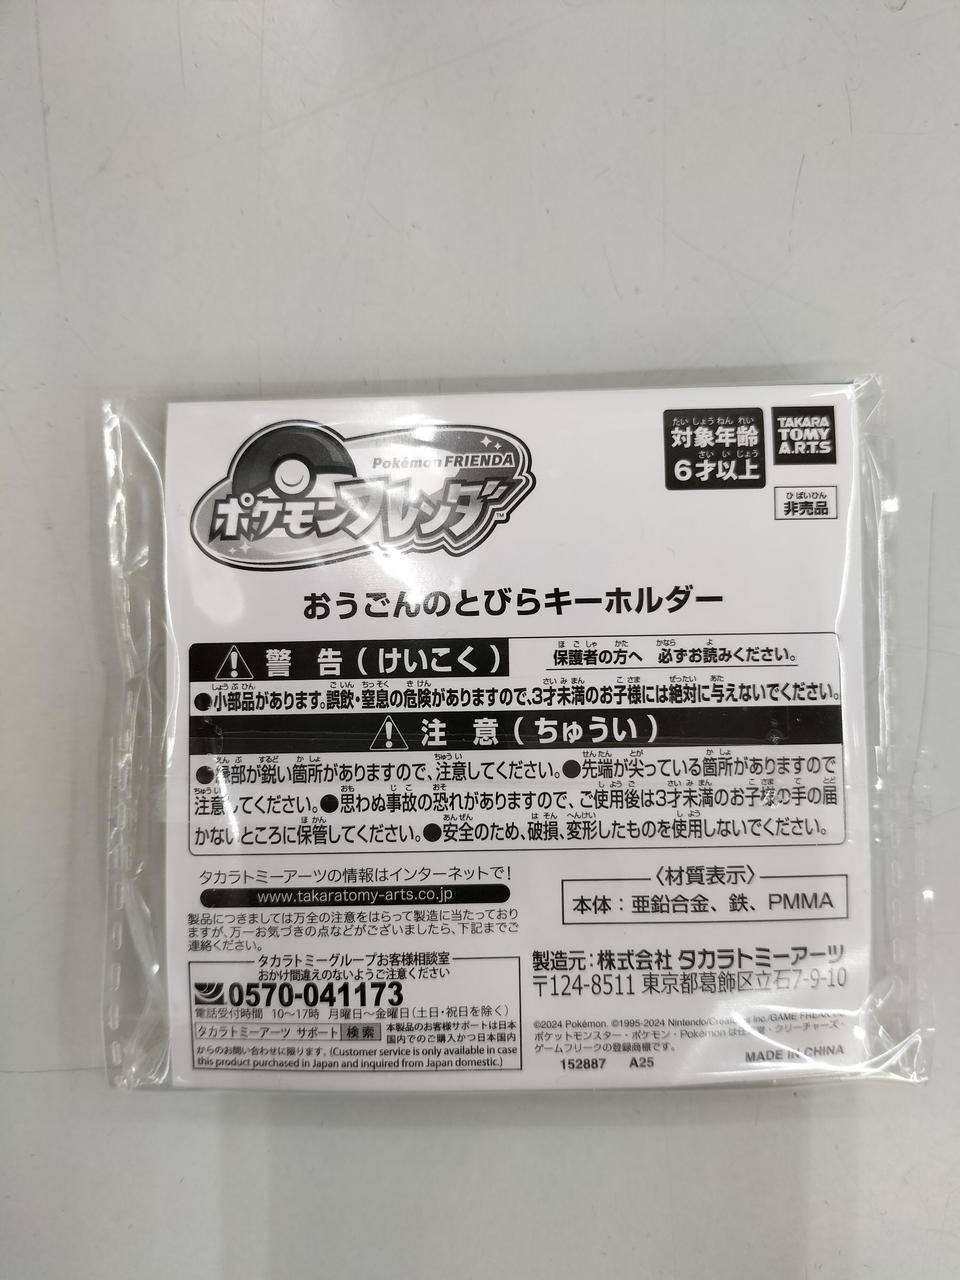 Pokémon FRIENDA
ポケモンフレンダ™
対象年齢
6才以上
TAKARA
TOMY
A.R.T.S
非売品
おうごんのとびらキーホルダー
警 告 ( けいこく ) 保護者の方へ 必ずお読みください。
●小部品があります。誤飲・窒息の危険がありますので、3才未満のお子様には絶対に与えないでください。
注 意 ( ちゅうい )
●縁部が鋭い箇所がありますので、注意してください。●先端が尖っている箇所がありますので
注意してください。●思わぬ事故の恐れがありますので、ご使用後は3才未満のお子様の手の届
かないところに保管してください。●安全のため、破損、変形したものを使用しないでください。
タカラトミーアーツの情報はインターネットで!
www.takaratomy-arts.co.jp
製品につきましては万全の注意をはらって製造に当たっており
ますが、万一お気づきの点などがございましたら、下記までご
連絡ください。
タカラトミーグループお客様相談室
おかけ間違えのないようご注意ください
0570-041173
電話受付時間 10〜17時 月曜日〜金曜日(土日・祝日を除く)
タカラトミーアーツ サポート 検索 本製品のお客様サポートは日本
国内でのご購入かつ日本国内
からのお問い合わせに限ります。(Customer service is only available in case
this product purchased in Japan and inquired from Japan domestic.)
〈材質表示〉
本体:亜鉛合金、鉄、PMMA
製造元:株式会社 タカラトミーアーツ
〒124-8511 東京都葛飾区立石7-9-10
©2024 Pokémon. ©1995-2024 Nintendo/Creatures Inc./GAME FREAK inc.
ポケットモンスター・ポケモン・Pokémonは任天堂・クリーチャーズ・
ゲームフリークの登録商標です。
152887 A25 MADE IN CHINA